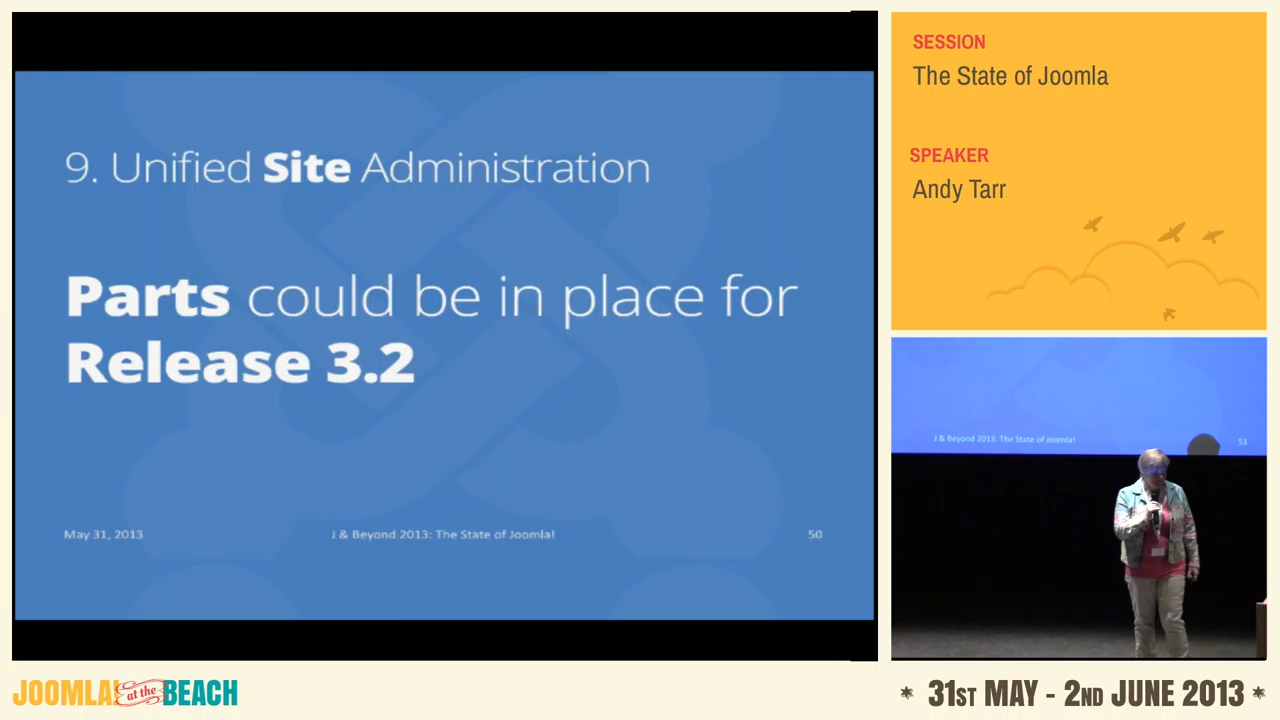 9. Unified Site Administration
Parts could be in place for
Release 3.2
May 31, 2013
J & Beyond 2013: The State of Joomla!
50
SESSION
The State of Joomla
SPEAKER
Andy Tarr
J & Beyond 2013: The State of Joomla!
51
JOOMLA! at the BEACH
* 31ST MAY - 2ND JUNE 2013 *